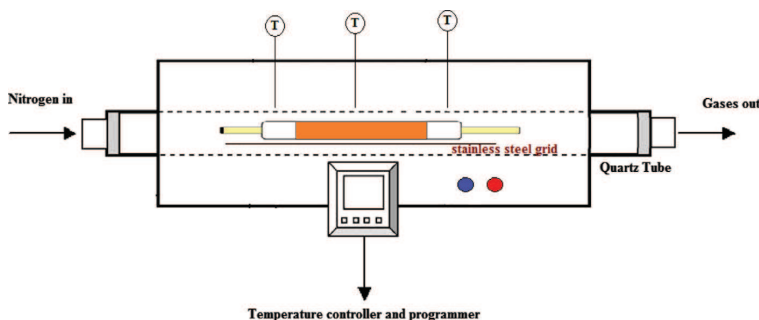 T T T
Nitrogen in
Gases out
stainless steel grid
Quartz Tube
Temperature controller and programmer